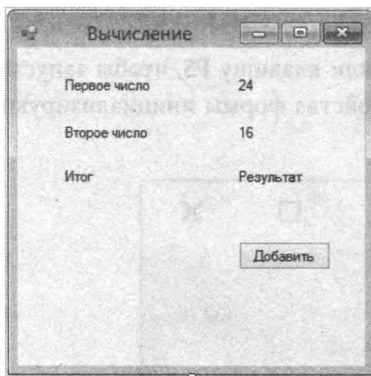 Вычисление
Первое число 24
Второе число 16
Итог Результат
Добавить